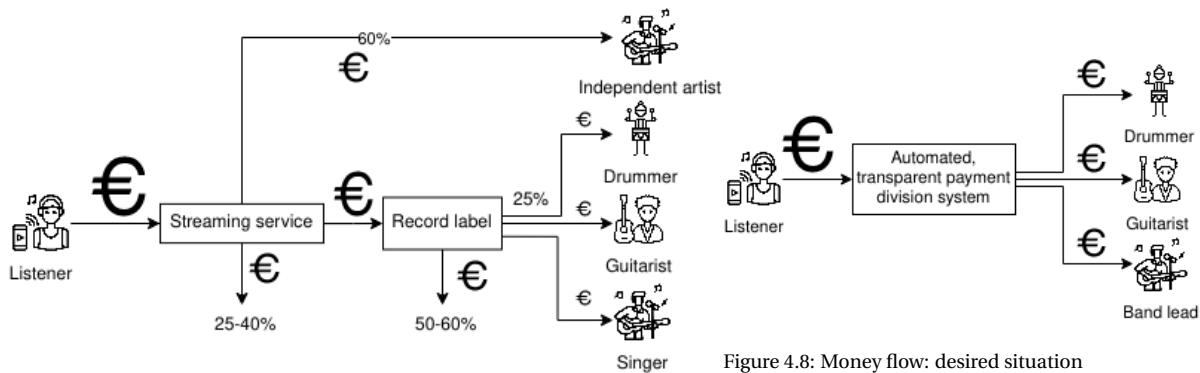 60%
€
Independent artist
€
Drummer
€
€
25%
Streaming service
Record label
€
Listener
Guitarist
€
€
€
25-40%
50-60%
Singer
€
Drummer
€
Automated,
transparent payment
division system
€
Listener
Guitarist
€
Band lead
Figure 4.8: Money flow: desired situation